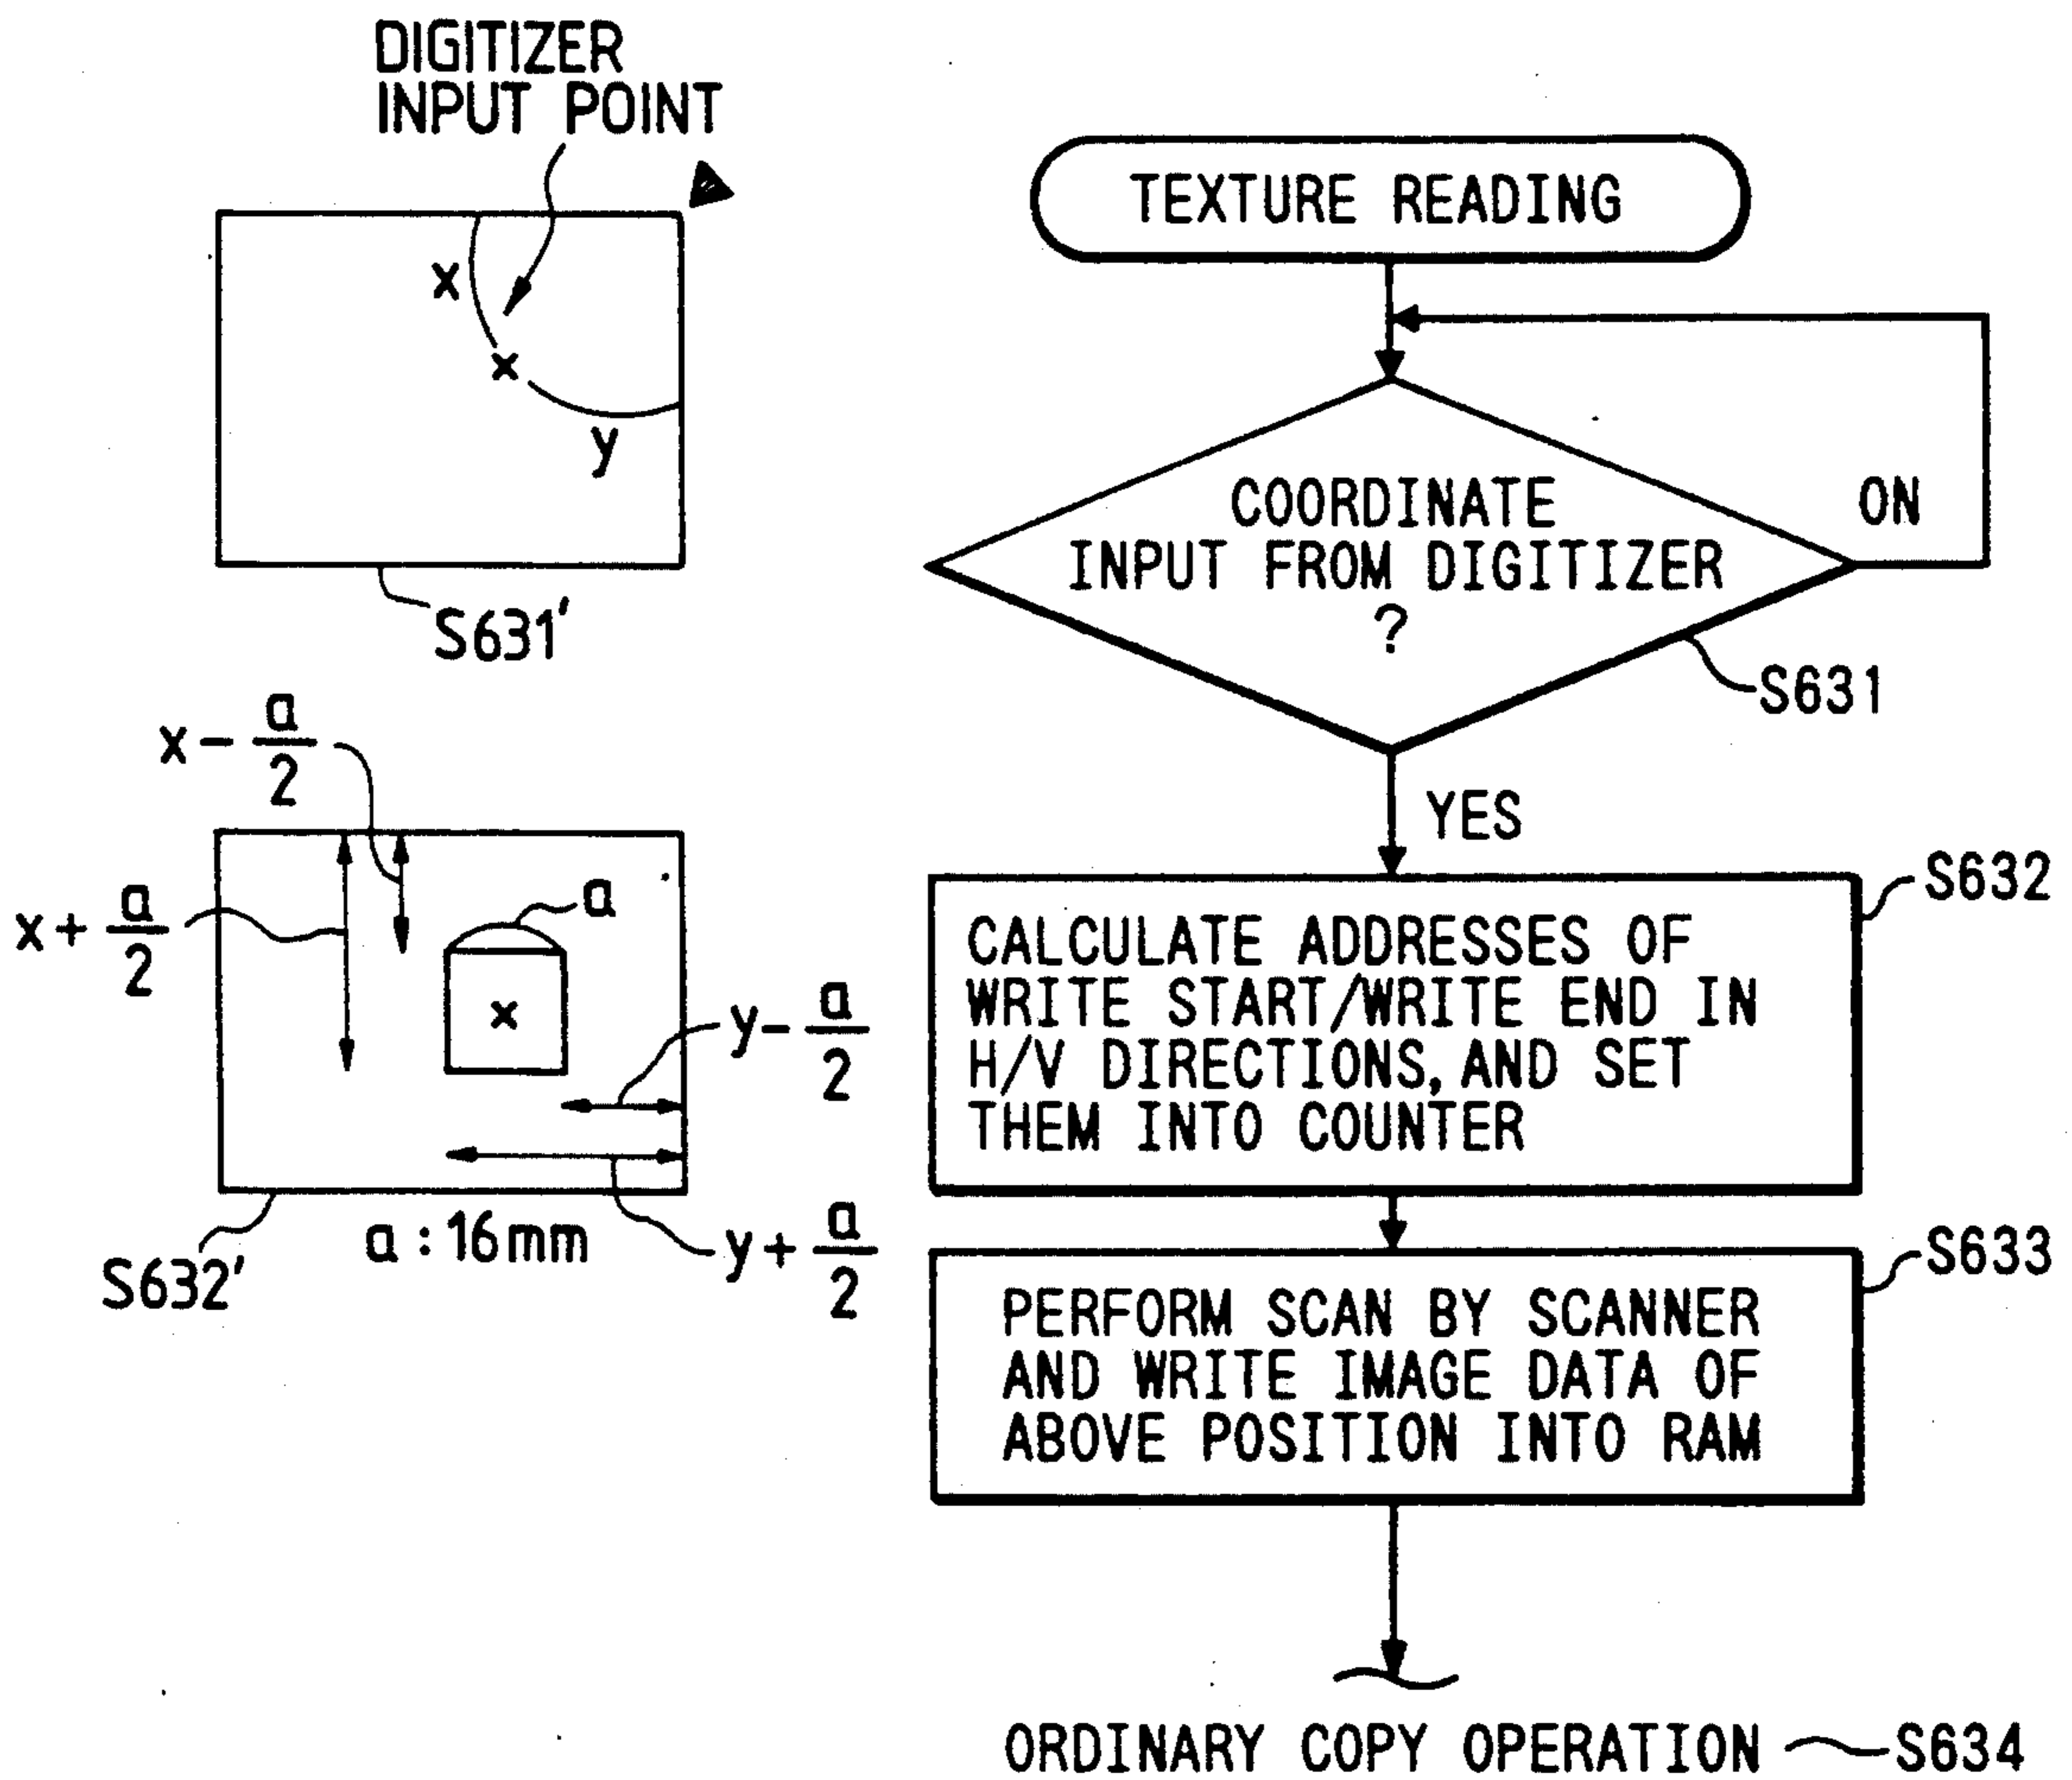 DIGITIZER
INPUT POINT
x
x
y
S631'
x - a/2
x + a/2
a
x
y - a/2
y + a/2
a : 16mm
S632'
TEXTURE READING
COORDINATE
INPUT FROM DIGITIZER
?
ON
S631
YES
S632
CALCULATE ADDRESSES OF
WRITE START/WRITE END IN
H/V DIRECTIONS, AND SET
THEM INTO COUNTER
S633
PERFORM SCAN BY SCANNER
AND WRITE IMAGE DATA OF
ABOVE POSITION INTO RAM
ORDINARY COPY OPERATION S634